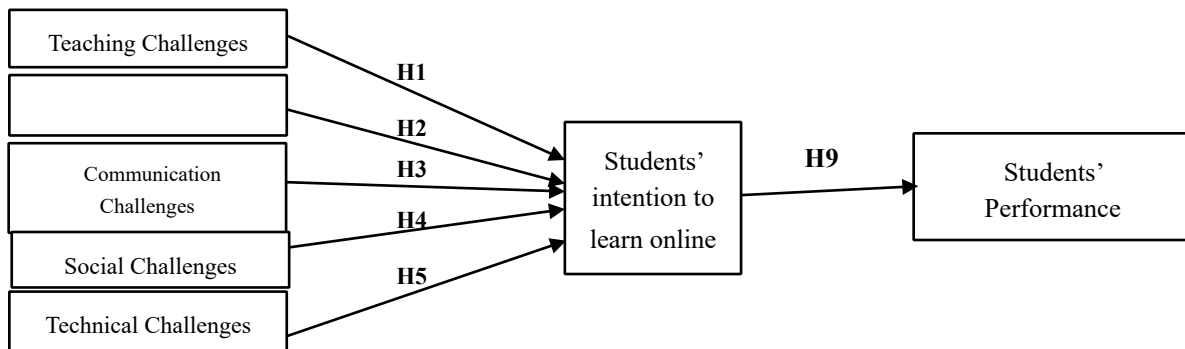 Teaching Challenges
H1
H2
Communication
Challenges
H3
Students’
intention to
learn online
H9
Students’
Performance
H4
Social Challenges
H5
Technical Challenges